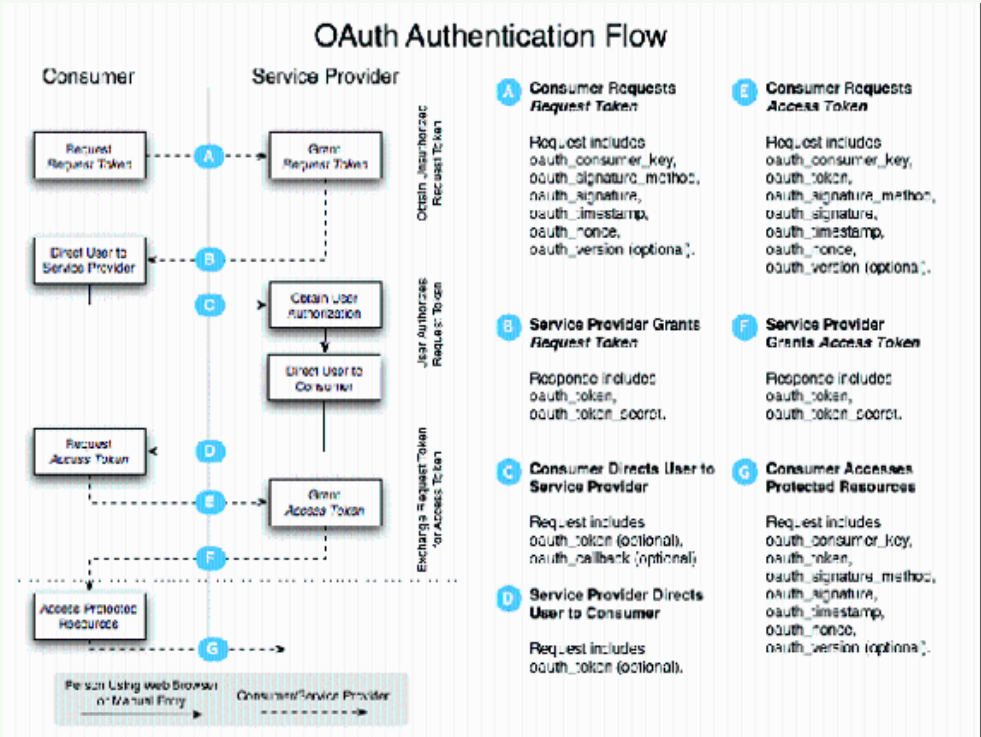 OAuth Authentication Flow
Consumer
Service Provider
Request
Request Token
A
Grant
Request Token
Obtain Unauthorized
Request Token
Direct User to
Service Provider
B
C
Obtain User
Authorization
User Authorizes
Request Token
Direct User to
Consumer
Request
Access Token
D
E
Grant
Access Token
Exchange Request Token
for Access Token
F
Access Protected
Resources
G
Person Using Web Browser
or Manual Entry
Consumer/Service Provider
A
Consumer Requests
Request Token
Request includes
oauth_consumer_key,
oauth_signature_method,
oauth_signature,
oauth_timestamp,
oauth_nonce,
oauth_version (optional).
B
Service Provider Grants
Request Token
Response includes
oauth_token,
oauth_token_secret.
C
Consumer Directs User to
Service Provider
Request includes
oauth_token (optional),
oauth_callback (optional)
D
Service Provider Directs
User to Consumer
Request includes
oauth_token (optional).
E
Consumer Requests
Access Token
Request includes
oauth_consumer_key,
oauth_token,
oauth_signature_method,
oauth_signature,
oauth_timestamp,
oauth_nonce,
oauth_version (optional).
F
Service Provider
Grants Access Token
Response includes
oauth_token,
oauth_token_secret.
G
Consumer Accesses
Protected Resources
Request includes
oauth_consumer_key,
oauth_token,
oauth_signature_method,
oauth_signature,
oauth_timestamp,
oauth_nonce,
oauth_version (optional).